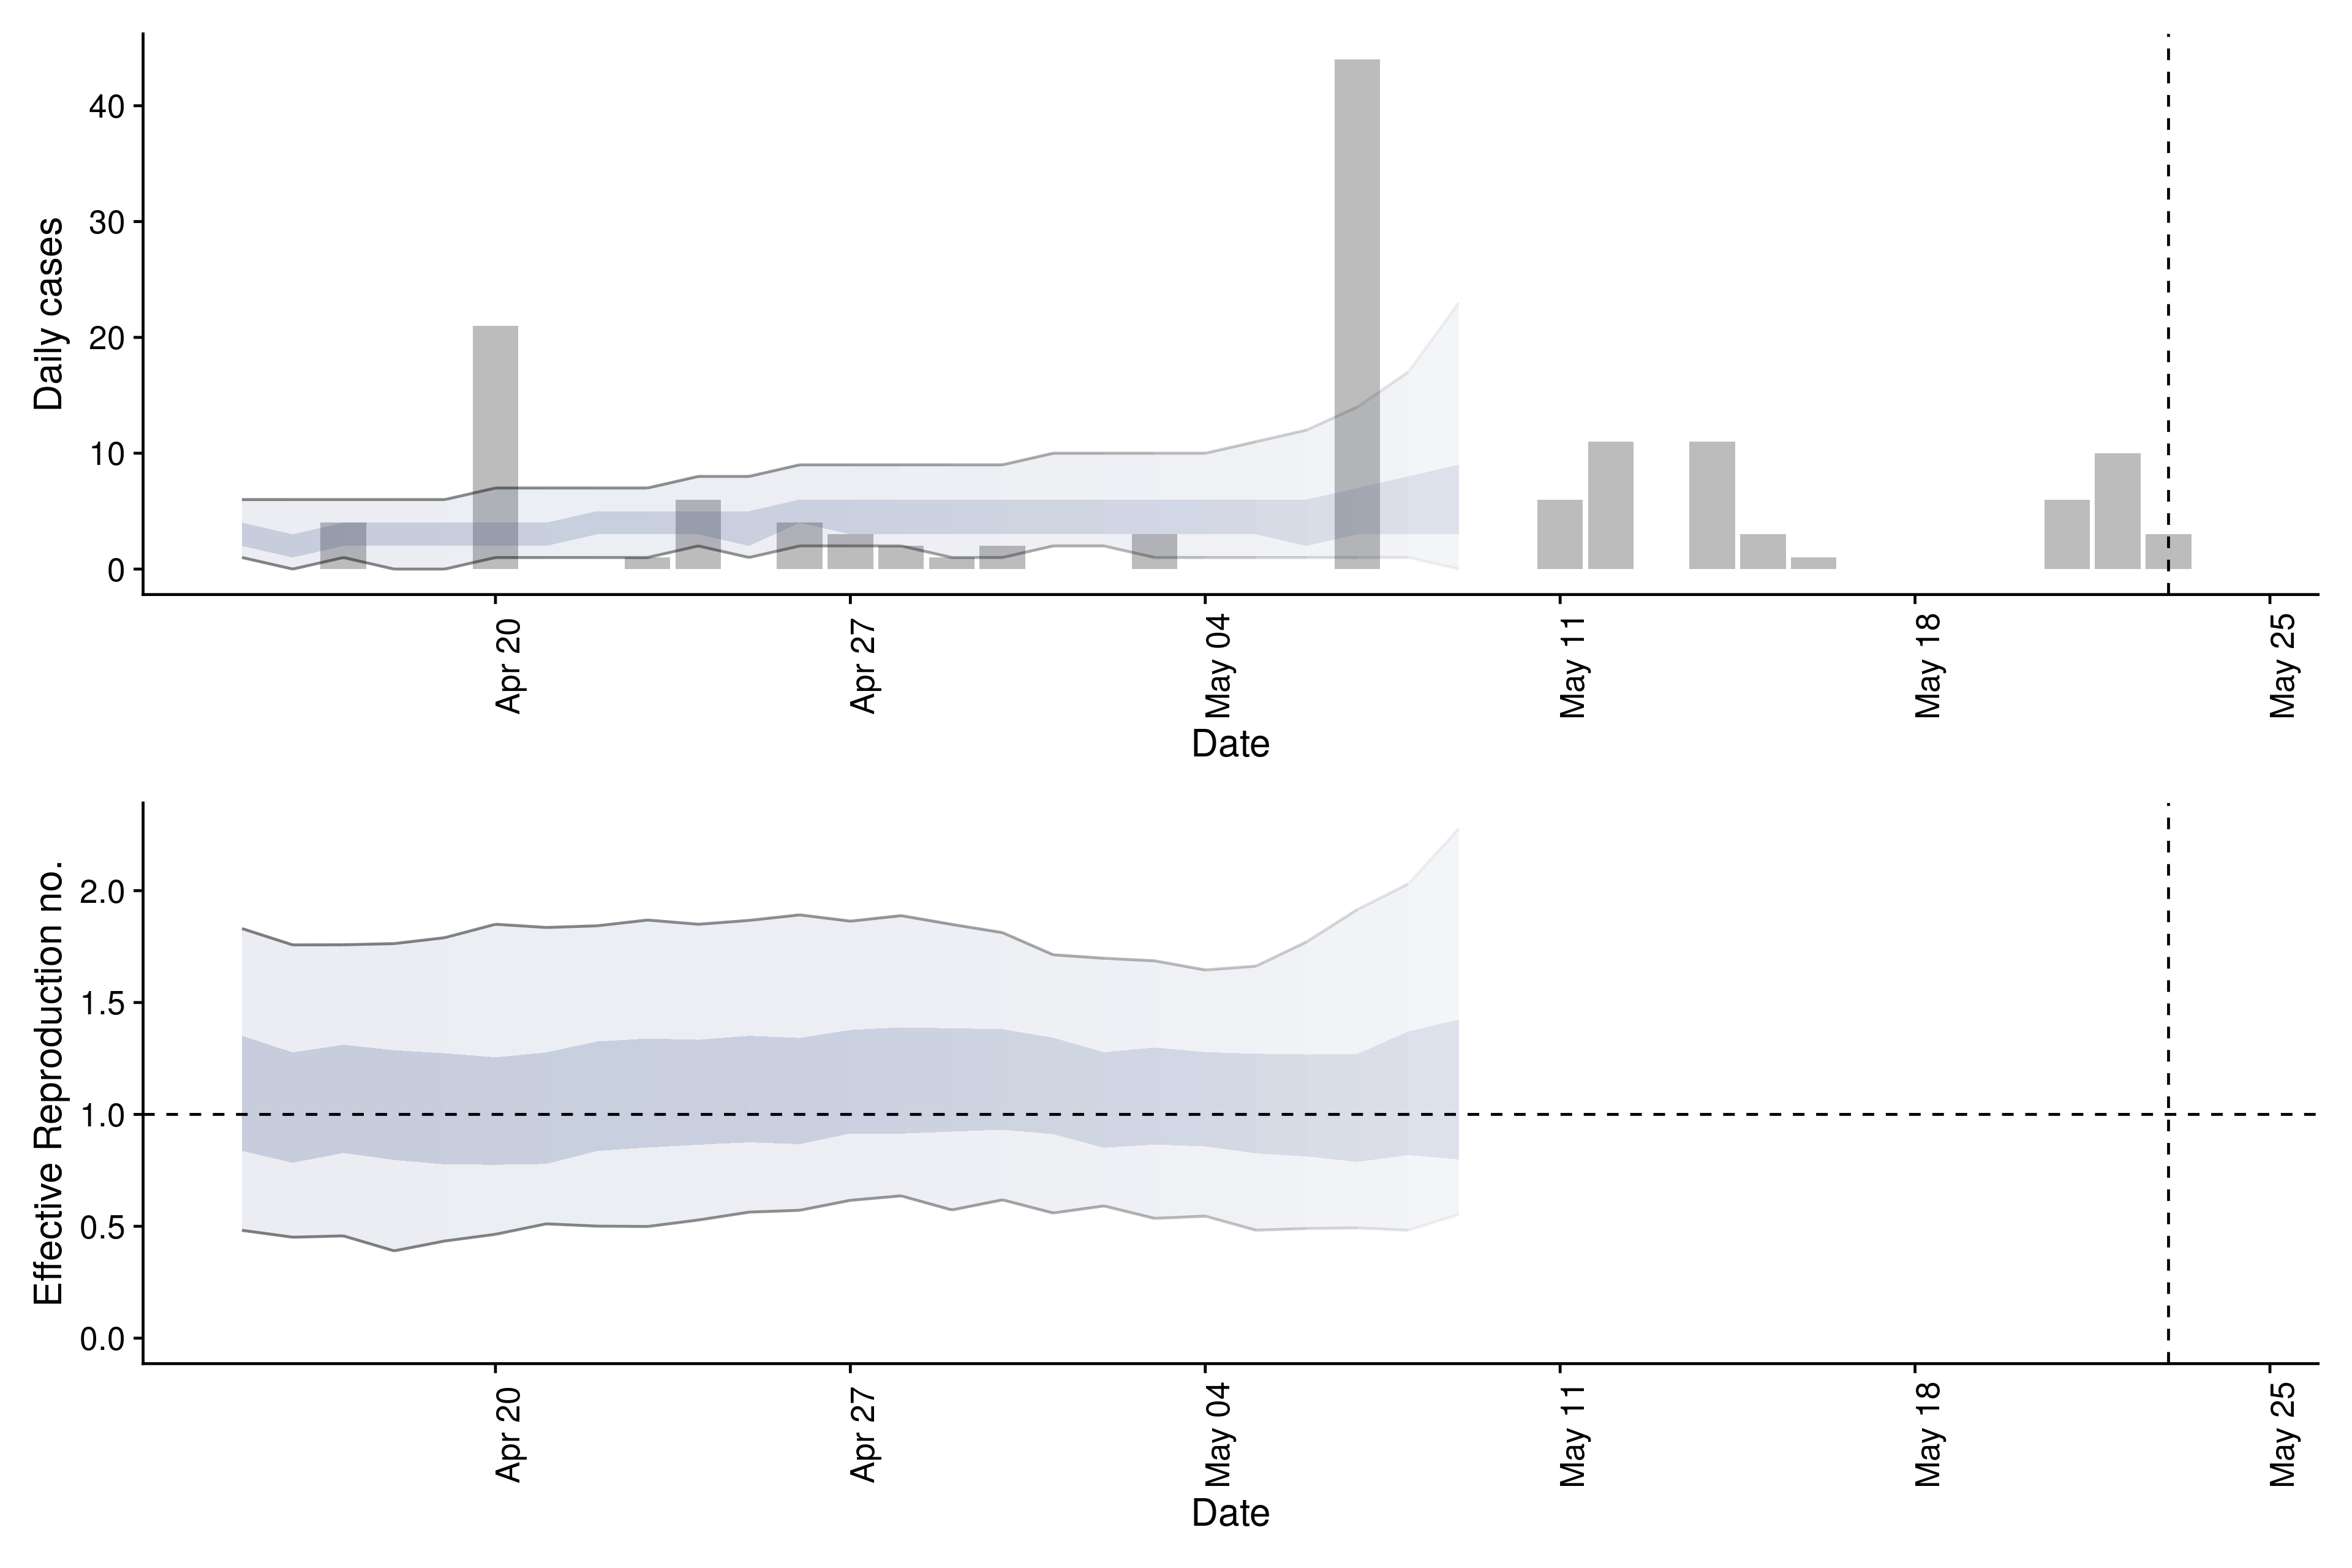 Daily cases
40
30
20
10
0
Apr 20
Apr 27
May 04
May 11
May 18
May 25
Date
Effective Reproduction no.
2.0
1.5
1.0
0.5
0.0
Apr 20
Apr 27
May 04
May 11
May 18
May 25
Date